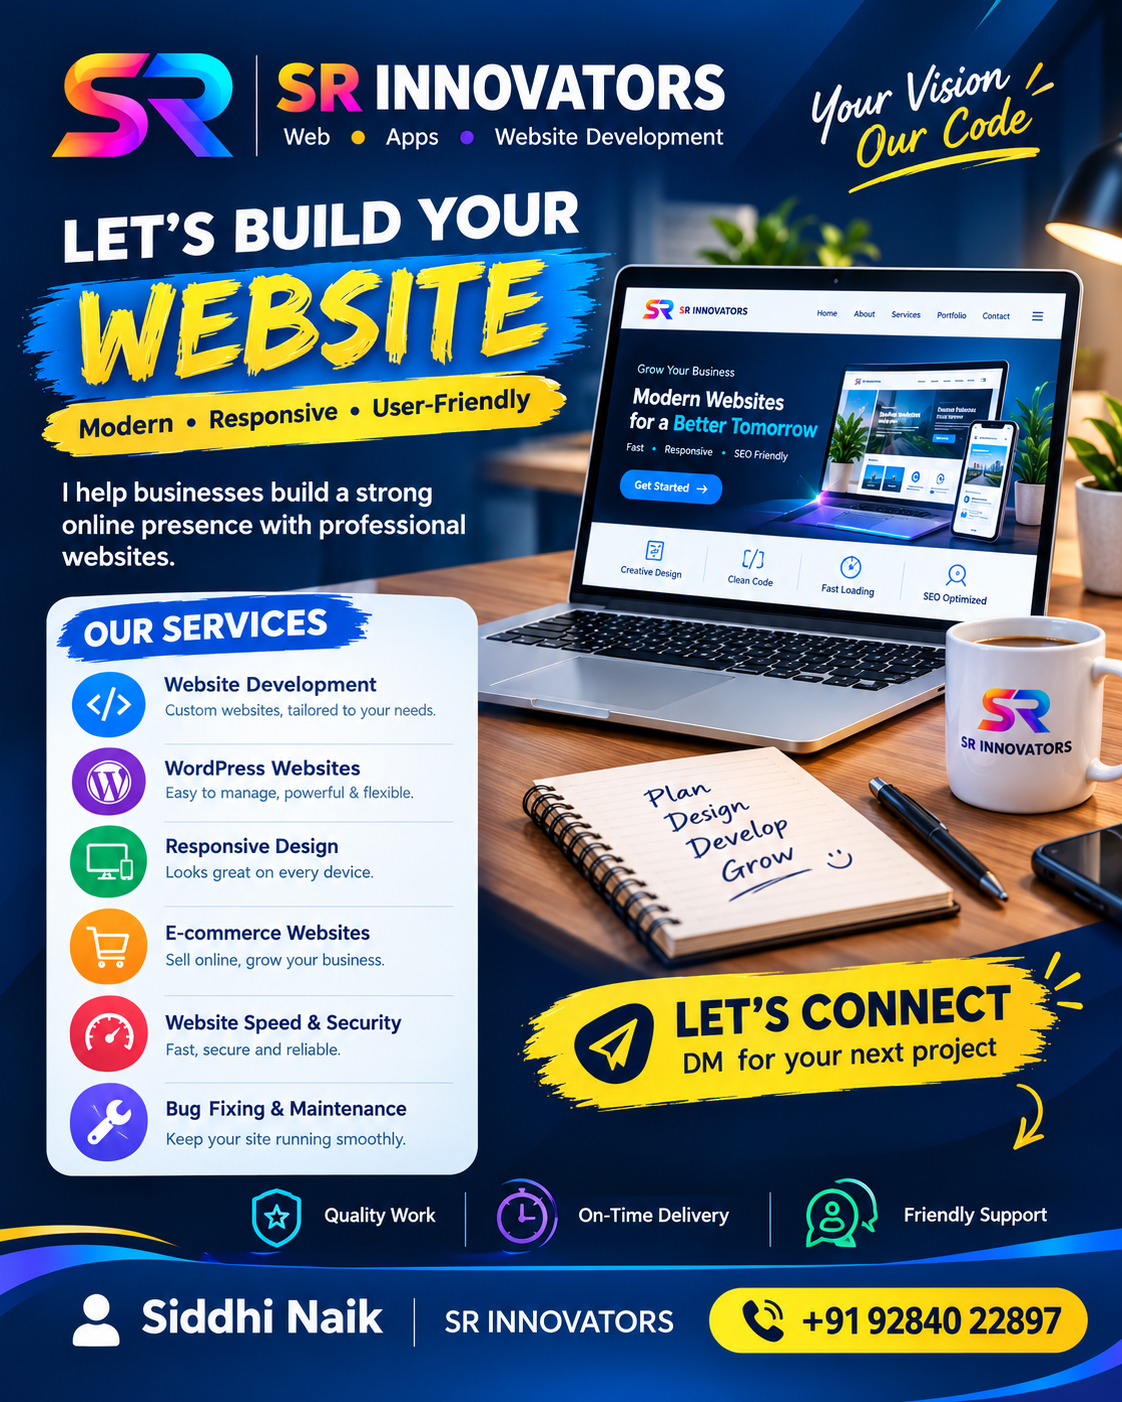 SR
SR INNOVATORS
Web • Apps • Website Development
Your Vision
Our Code
LET'S BUILD YOUR
WEBSITE
Modern • Responsive • User-Friendly
I help businesses build a strong
online presence with professional
websites.
SR SR INNOVATORS
Home About Services Portfolio Contact
Grow Your Business
Modern Websites
for a Better Tomorrow
Fast • Responsive • SEO Friendly
Get Started →
Creative Design
Clean Code
Fast Loading
SEO Optimized
OUR SERVICES
Website Development
Custom websites, tailored to your needs.
WordPress Websites
Easy to manage, powerful & flexible.
Responsive Design
Looks great on every device.
E-commerce Websites
Sell online, grow your business.
Website Speed & Security
Fast, secure and reliable.
Bug Fixing & Maintenance
Keep your site running smoothly.
SR
SR INNOVATORS
Plan
Design
Develop
Grow
LET'S CONNECT
DM for your next project
Quality Work
On-Time Delivery
Friendly Support
Siddhi Naik
SR INNOVATORS
+91 92840 22897